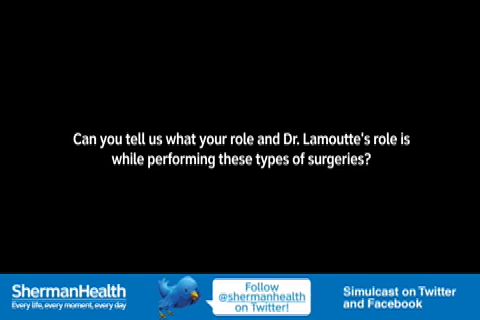 Can you tell us what your role and Dr. Lamoutte's role is
while performing these types of surgeries?
ShermanHealth
Every life, every moment, every day
Follow
@shermanhealth
on Twitter!
Simulcast on Twitter
and Facebook